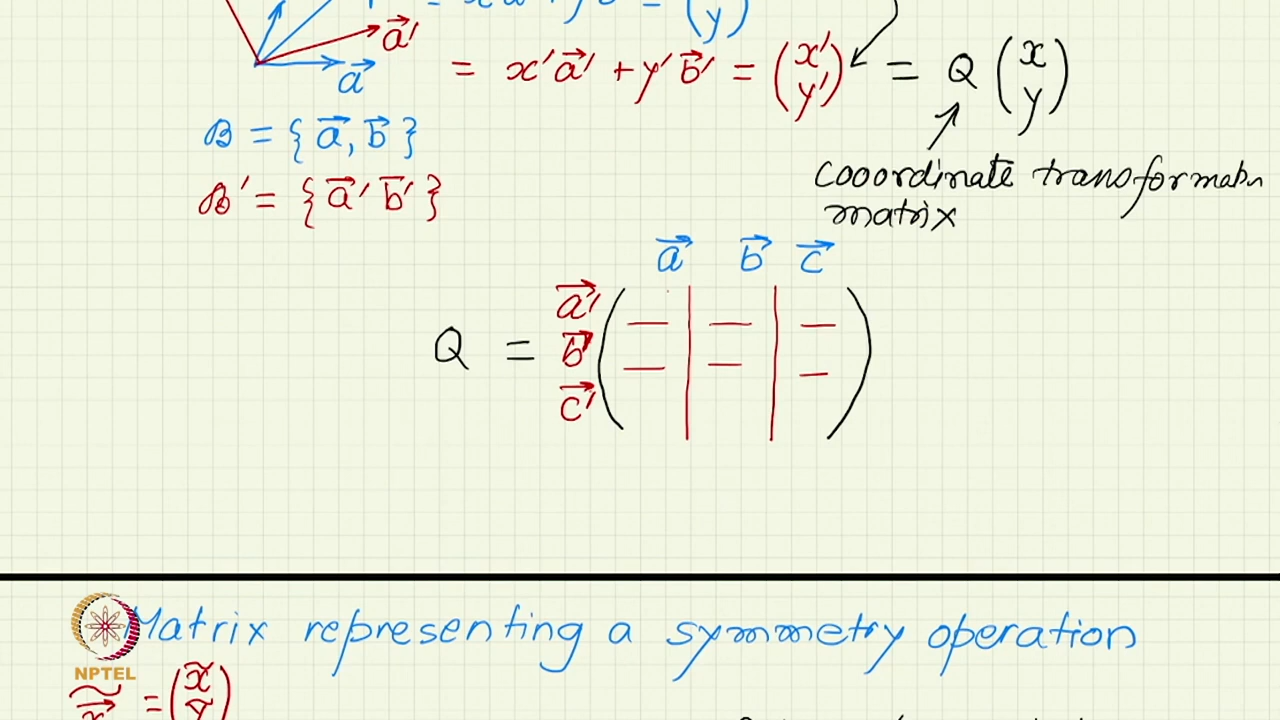 = x'a⃗' + y'b⃗' = (x' y') = Q (x y)
a⃗'
a⃗
B = {a⃗, b⃗}
B' = {a⃗' b⃗'}
cooordinate transformatn
matrix
a⃗ b⃗ c⃗
Q = a⃗' b⃗' c⃗'
Matrix representing a symmetry operation
NPTEL